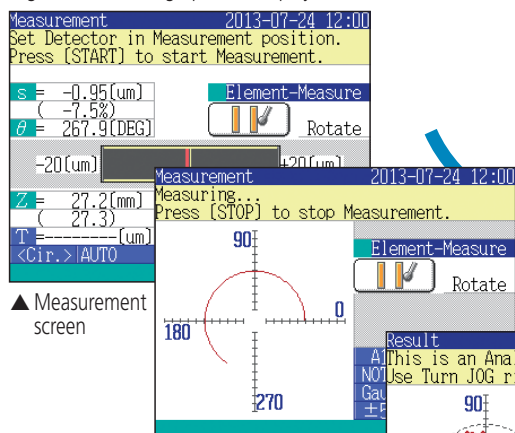 Measurement 2013-07-24 12:00
Set Detector in Measurement position.
Press [START] to start Measurement.
s = -0.95[um]
( -7.5%)
θ = 267.9[DEG]
Element-Measure
Rotate
-20[um] +20[um]
Z = 27.2[mm]
( 27.3)
T =--------[um]
<Cir.> AUTO
▲ Measurement
screen
Measurement 2013-07-24 12:00
Measuring...
Press [STOP] to stop Measurement.
90
180
0
270
Element-Measure
Rotate
NOT
Gau
Result
This is an Ana
Use Turn JOG r
90